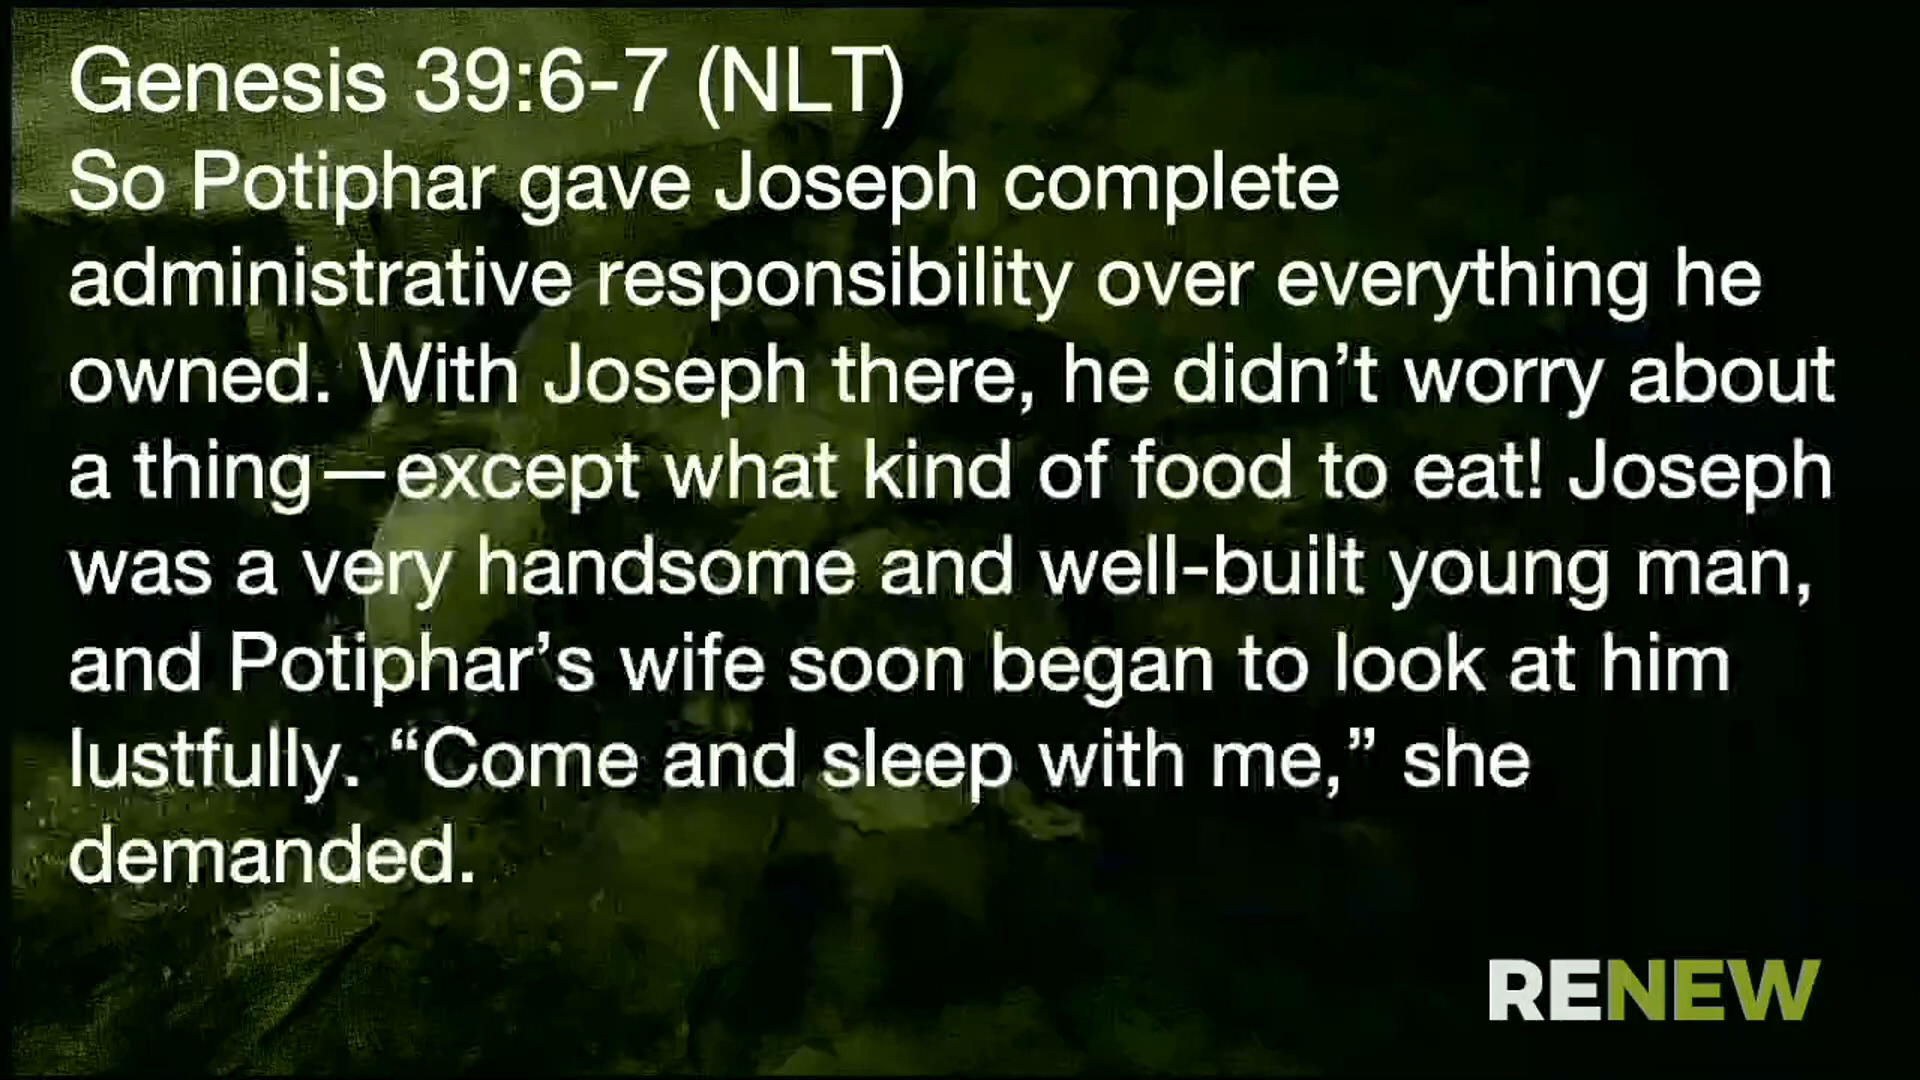 Genesis 39:6-7 (NLT)
So Potiphar gave Joseph complete
administrative responsibility over everything he
owned. With Joseph there, he didn’t worry about
a thing—except what kind of food to eat! Joseph
was a very handsome and well-built young man,
and Potiphar’s wife soon began to look at him
lustfully. “Come and sleep with me,” she
demanded.
RENEW